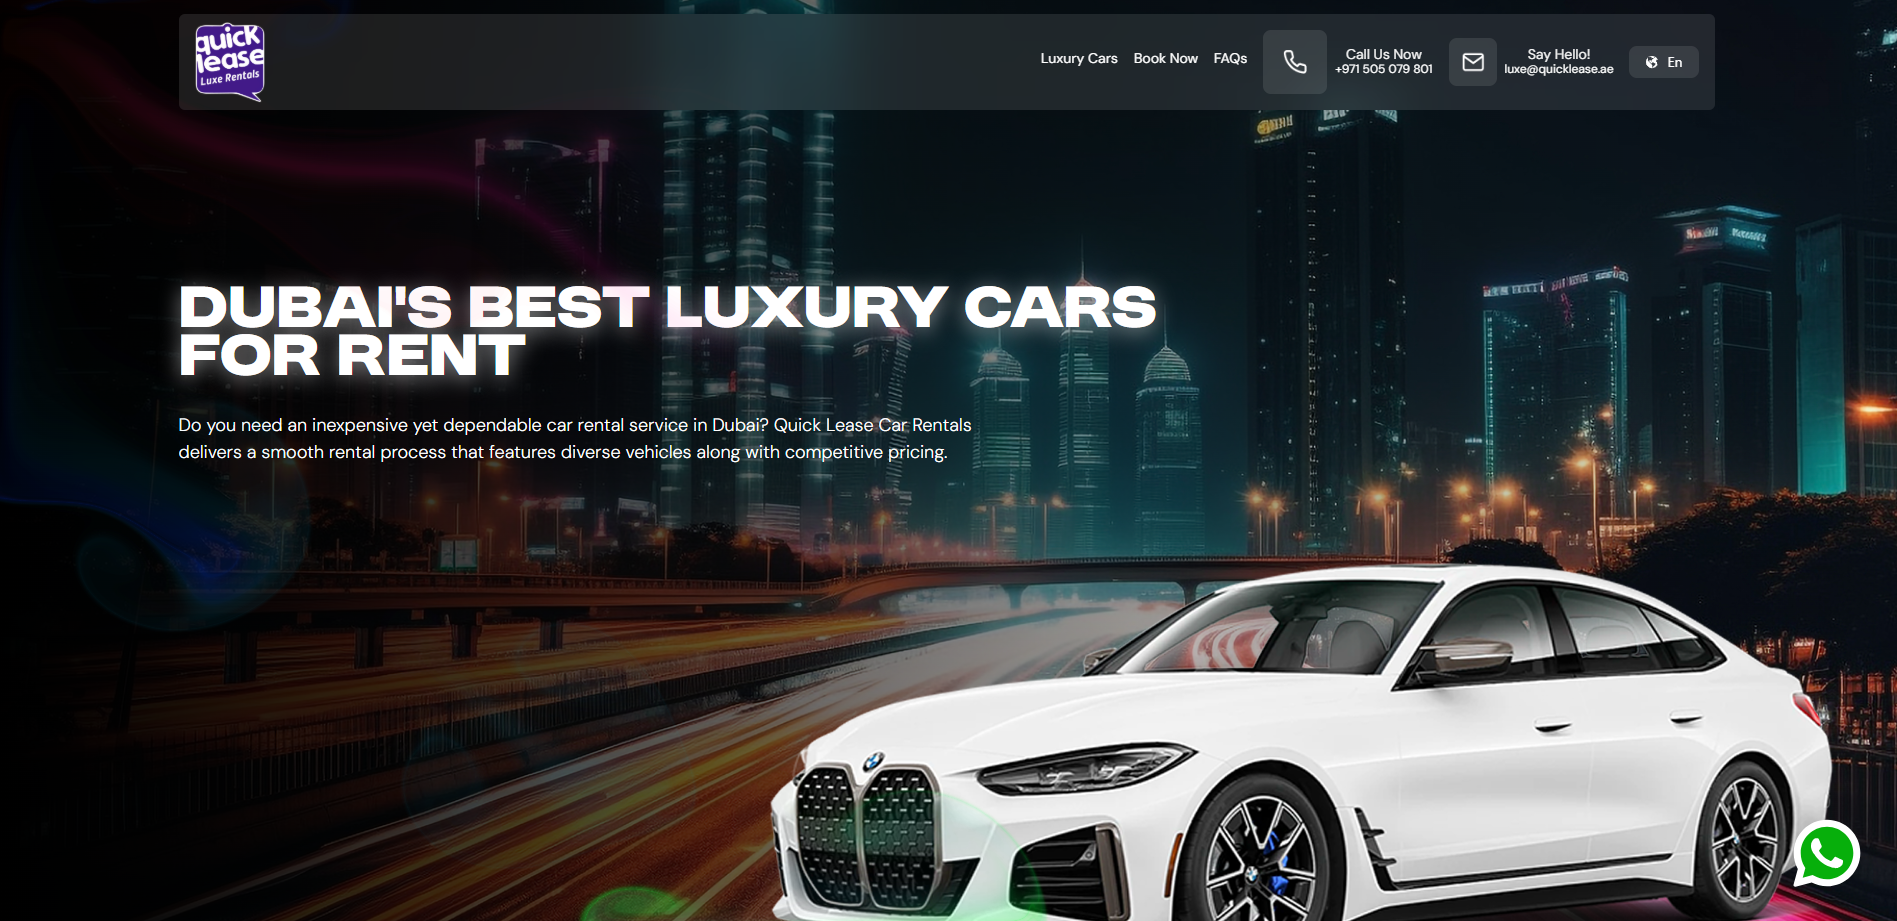 quick
lease
Luxe Rentals
Luxury Cars
Book Now
FAQs
Call Us Now
+971 505 079 801
Say Hello!
luxe@quicklease.ae
En
DUBAI'S BEST LUXURY CARS
FOR RENT
Do you need an inexpensive yet dependable car rental service in Dubai? Quick Lease Car Rentals
delivers a smooth rental process that features diverse vehicles along with competitive pricing.